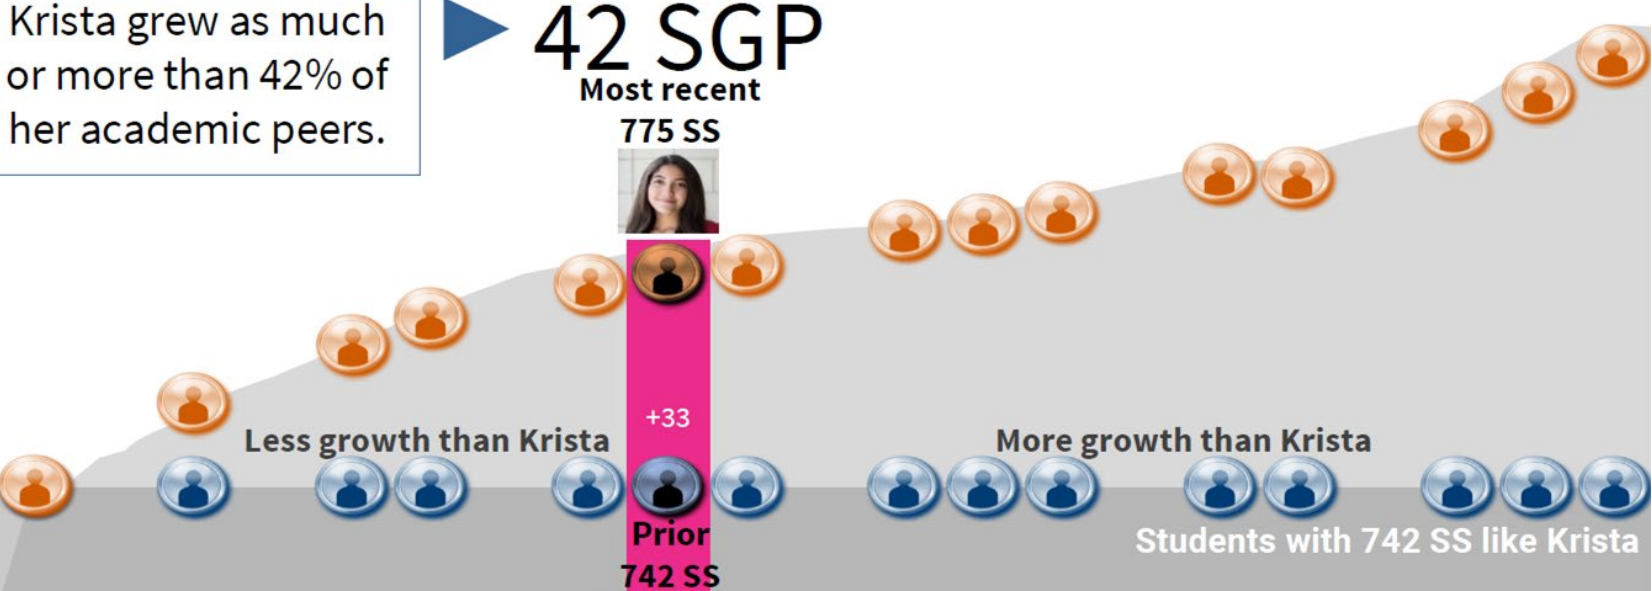 Krista grew as much
or more than 42% of
her academic peers.
42 SGP
Most recent
775 SS
+33
Less growth than Krista
More growth than Krista
Prior
742 SS
Students with 742 SS like Krista